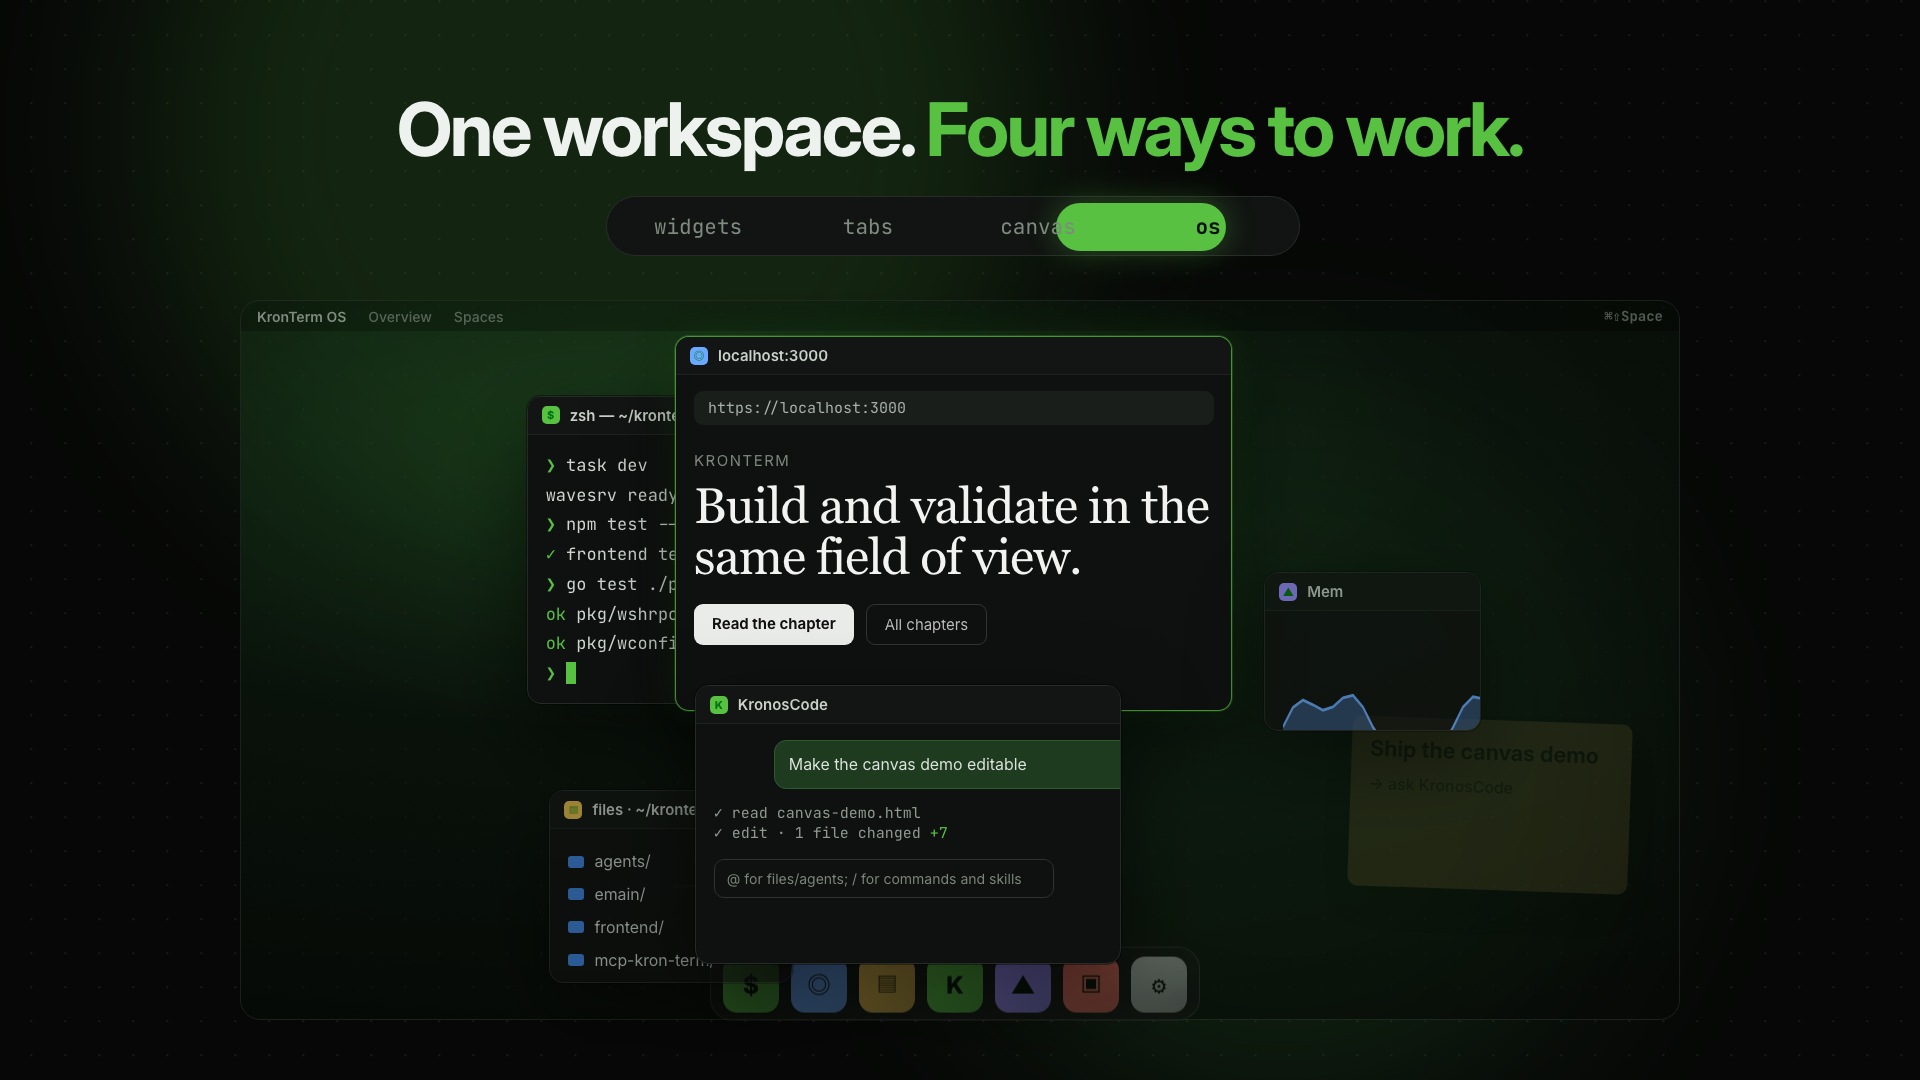 One workspace. Four ways to work.
widgets tabs canvas os
KronTerm OS Overview Spaces ⌘⇧Space
localhost:3000
https://localhost:3000
KRONTERM
Build and validate in the
same field of view.
Read the chapter All chapters
$ zsh — ~/kronte
❯ task dev
wavesrv ready
❯ npm test --
✓ frontend te
❯ go test ./p
ok pkg/wshrpc
ok pkg/wconfi
❯
Mem
Ship the canvas demo
→ ask KronosCode
K KronosCode
Make the canvas demo editable
✓ read canvas-demo.html
✓ edit · 1 file changed +7
@ for files/agents; / for commands and skills
files · ~/kronte
agents/
emain/
frontend/
mcp-kron-term/
$ K